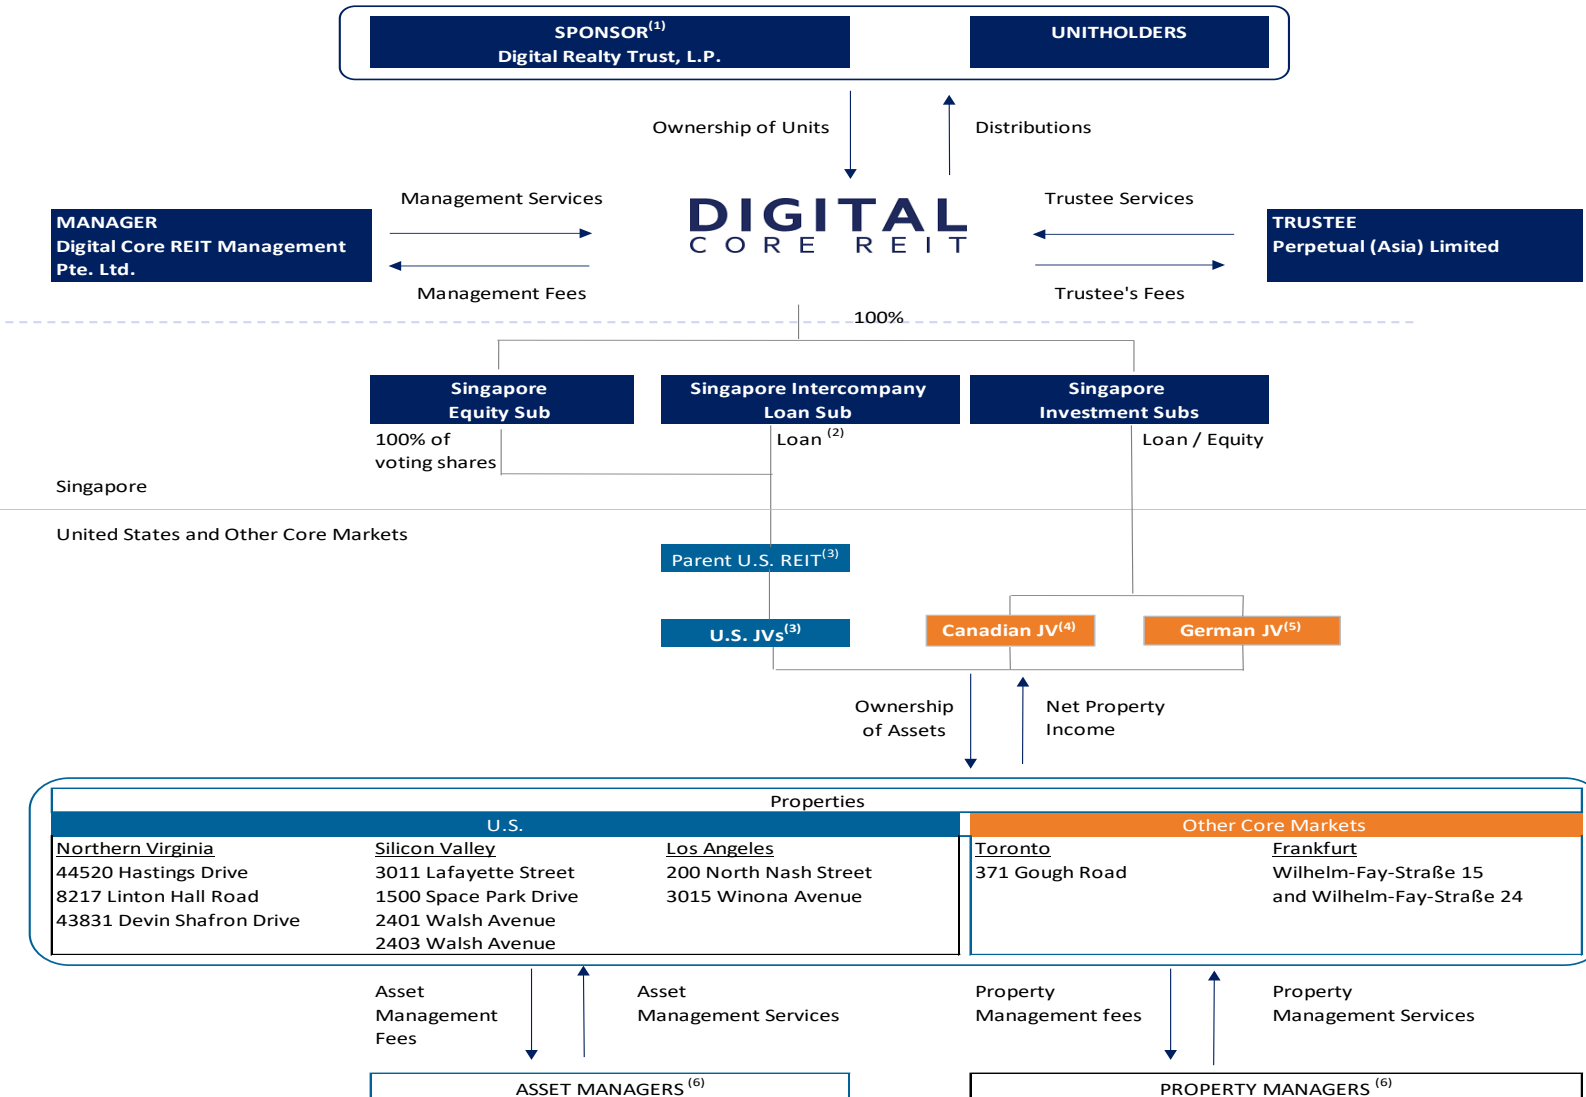 SPONSOR(1)
Digital Realty Trust, L.P.
UNITHOLDERS
Ownership of Units
Distributions
Management Services
Trustee Services
MANAGER
Digital Core REIT Management
Pte. Ltd.
DIGITAL
CORE REIT
TRUSTEE
Perpetual (Asia) Limited
Management Fees
Trustee's Fees
100%
Singapore
Equity Sub
Singapore Intercompany
Loan Sub
Singapore
Investment Subs
100% of
voting shares
Loan (2)
Loan / Equity
Singapore
United States and Other Core Markets
Parent U.S. REIT(3)
U.S. JVs(3)
Canadian JV(4)
German JV(5)
Ownership
of Assets
Net Property
Income
Properties
U.S.
Other Core Markets
Northern Virginia
44520 Hastings Drive
8217 Linton Hall Road
43831 Devin Shafron Drive
Silicon Valley
3011 Lafayette Street
1500 Space Park Drive
2401 Walsh Avenue
2403 Walsh Avenue
Los Angeles
200 North Nash Street
3015 Winona Avenue
Toronto
371 Gough Road
Frankfurt
Wilhelm-Fay-Straße 15
and Wilhelm-Fay-Straße 24
Asset
Management
Fees
Asset
Management Services
Property
Management fees
Property
Management Services
ASSET MANAGERS (6)
PROPERTY MANAGERS (6)